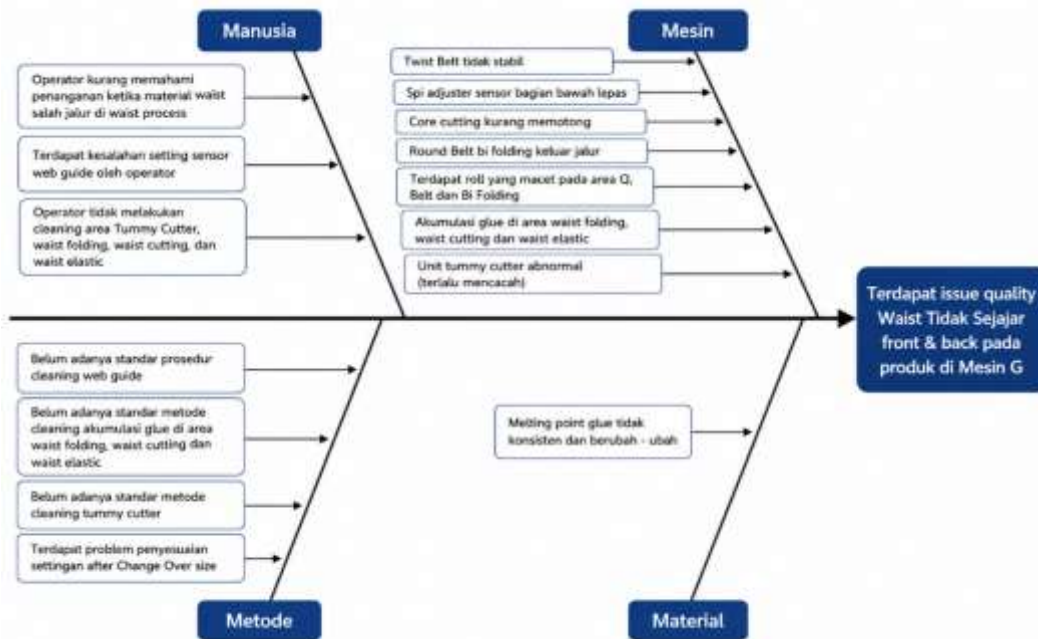 Manusia
Operator kurang memahami
penanganan ketika material waist
salah jalur di waist process
Terdapat kesalahan setting sensor
web guide oleh operator
Operator tidak melakukan
cleaning area Tummy Cutter,
waist folding, waist cutting, dan
waist elastic
Mesin
Twist Belt tidak stabil
Spi adjuster sensor bagian bawah lepas
Core cutting kurang memotong
Round Belt bi folding keluar jalur
Terdapat roll yang macet pada area Q,
Belt dan Bi Folding
Akumulasi glue di area waist folding,
waist cutting dan waist elastic
Unit tummy cutter abnormal
(terlalu mencacah)
Terdapat issue quality
Waist Tidak Sejajar
front & back pada
produk di Mesin G
Belum adanya standar prosedur
cleaning web guide
Belum adanya standar metode
cleaning akumulasi glue di area
waist folding, waist cutting dan
waist elastic
Belum adanya standar metode
cleaning tummy cutter
Terdapat problem penyesuaian
settingan after Change Over size
Metode
Melting point glue tidak
konsisten dan berubah - ubah
Material